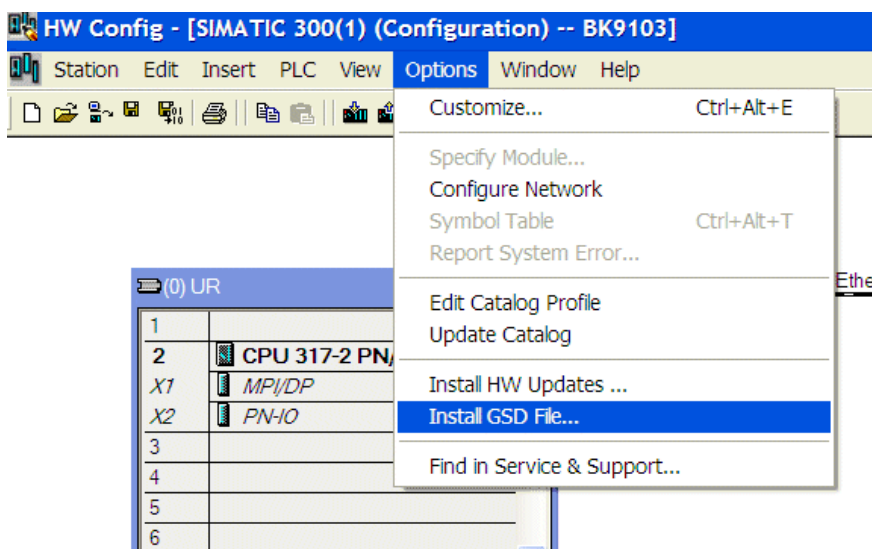 HW Config - [SIMATIC 300(1) (Configuration) -- BK9103]
Station Edit Insert PLC View Options Window Help
Customize... Ctrl+Alt+E
Specify Module...
Configure Network
Symbol Table Ctrl+Alt+T
Report System Error...
Edit Catalog Profile
Update Catalog
Install HW Updates ...
Install GSD File...
Find in Service & Support...
Ethe
(0) UR
1
2 CPU 317-2 PN/
X1 MPI/DP
X2 PN-IO
3
4
5
6